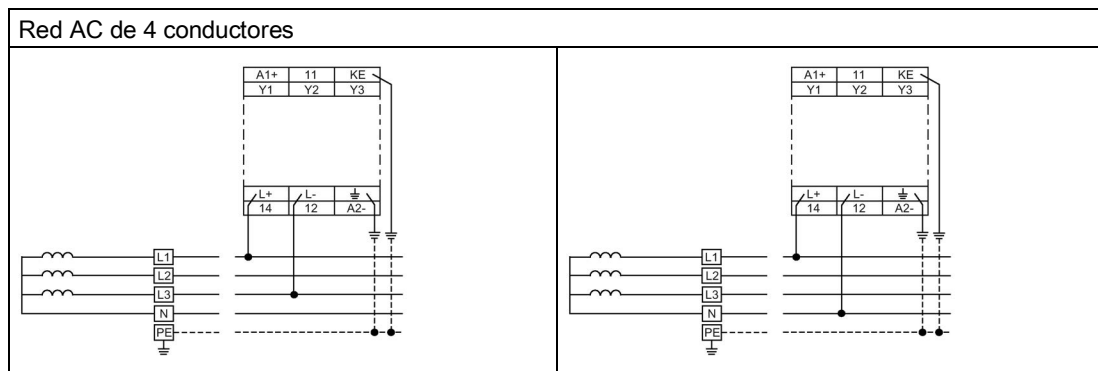 Red AC de 4 conductores
A1+ 11 KE
Y1 Y2 Y3
L+ L-
14 12 A2-
L1
L2
L3
N
PE
A1+ 11 KE
Y1 Y2 Y3
L+ L-
14 12 A2-
L1
L2
L3
N
PE